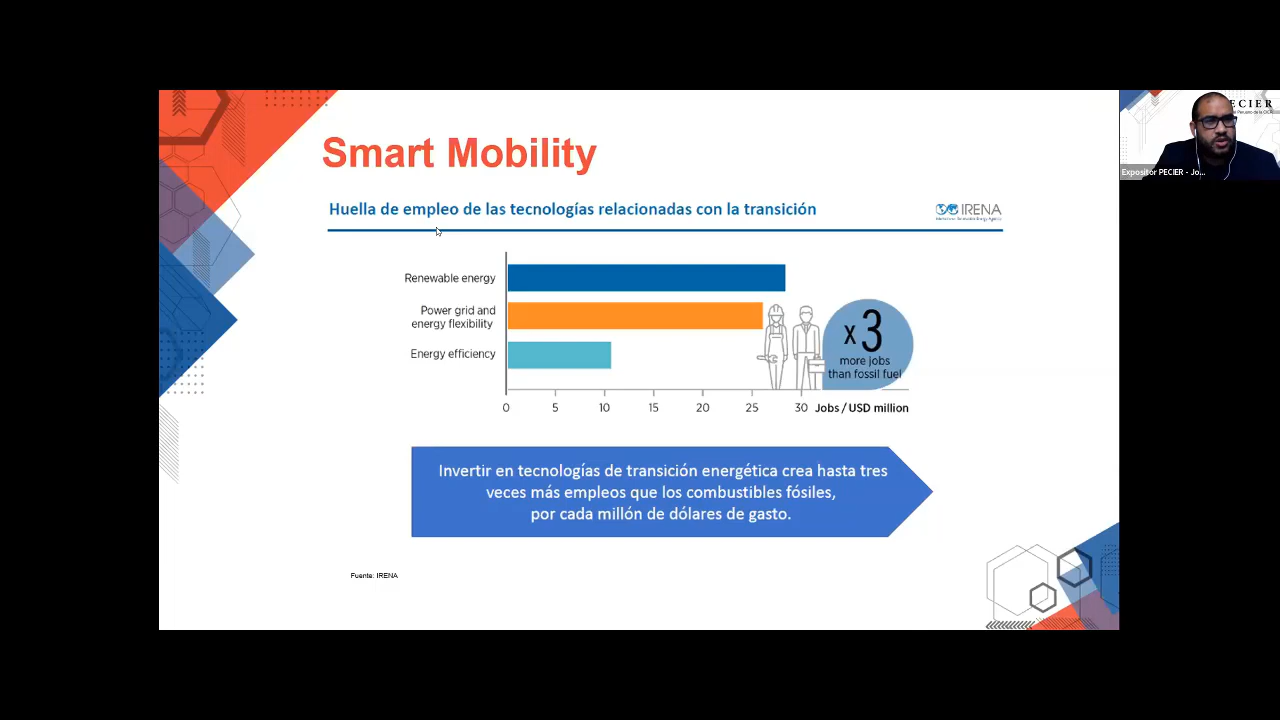 Smart Mobility
Huella de empleo de las tecnologías relacionadas con la transición
IRENA
Renewable energy
Power grid and
energy flexibility
Energy efficiency
x 3
more jobs
than fossil fuel
0 5 10 15 20 25 30 Jobs / USD million
Invertir en tecnologías de transición energética crea hasta tres
veces más empleos que los combustibles fósiles,
por cada millón de dólares de gasto.
Fuente: IRENA
ECIER
Expositor PECIER - Jo...